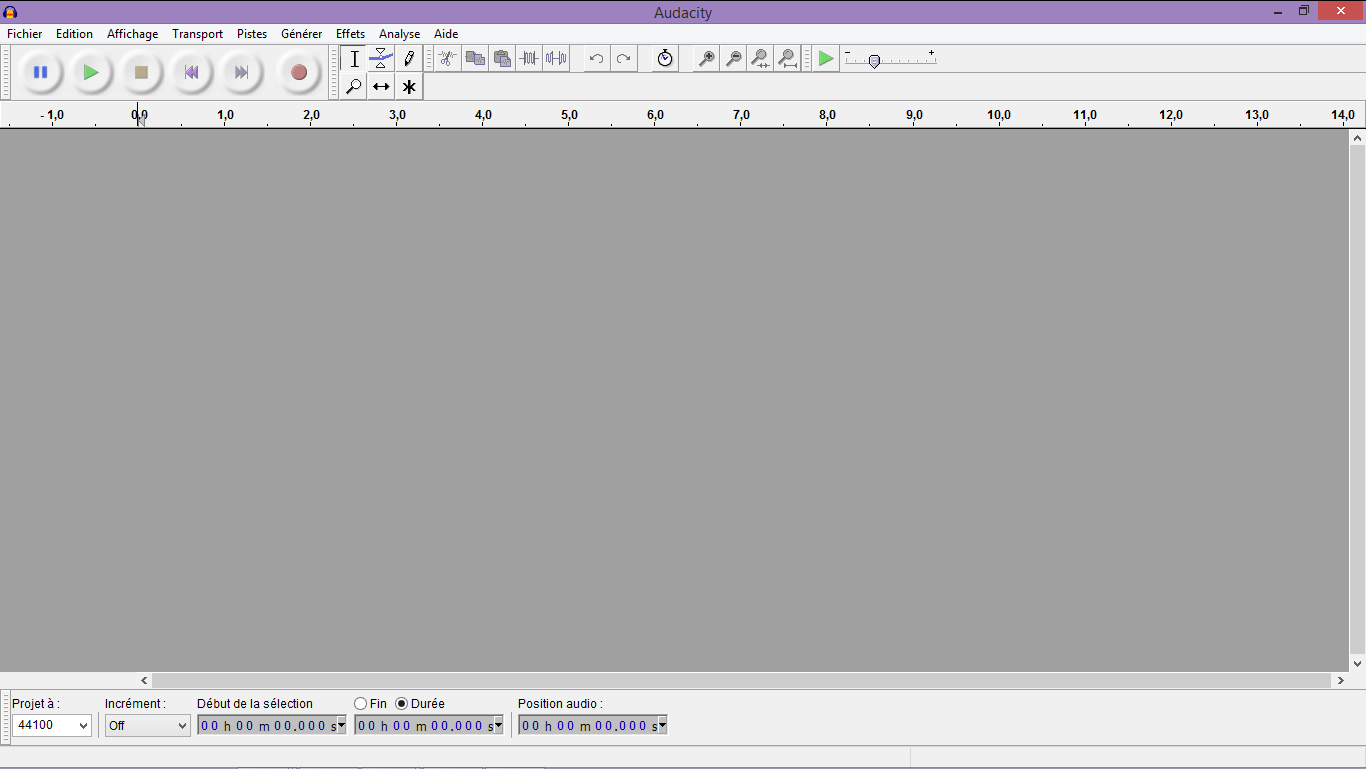 Audacity
Fichier Edition Affichage Transport Pistes Générer Effets Analyse Aide
- +
- 1,0 0,0 1,0 2,0 3,0 4,0 5,0 6,0 7,0 8,0 9,0 10,0 11,0 12,0 13,0 14,0
Projet à : Incrément : Début de la sélection Fin Durée Position audio :
44100 Off 00 h 00 m 00.000 s 00 h 00 m 00.000 s 00 h 00 m 00.000 s